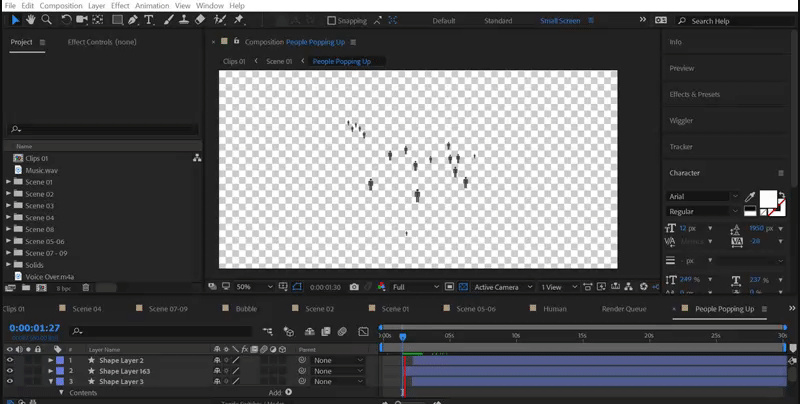 File Edit Composition Layer Effect Animation View Window Help
Snapping Default Standard Small Screen Search Help
Project Effect Controls (none) Composition People Popping Up Info
Clips 01 Scene 01 People Popping Up
Preview
Effects & Presets
Wiggler
Name
Clips 01
Tracker
Music.wav
Scene 01
Character
Scene 02
Scene 03
Arial
Scene 04
Regular
Scene 08
12 px 1950 px
Scene 05-06
-20
Scene 07 - 09
- px
Solids
Voice Over.m4a
249 % 237 %
8 bpc 50% 0:00:01:30 Full Active Camera 1 View
Clips 01 Scene 04 Scene 07-09 Bubble Scene 02 Scene 01 Scene 05-06 Human Render Queue People Popping Up
0:00:01:27
05s 10s 15s 20s 25s 30s
# Layer Name Parent
1 Shape Layer 2 None
2 Shape Layer 163 None
3 Shape Layer 3 None
Contents Add: